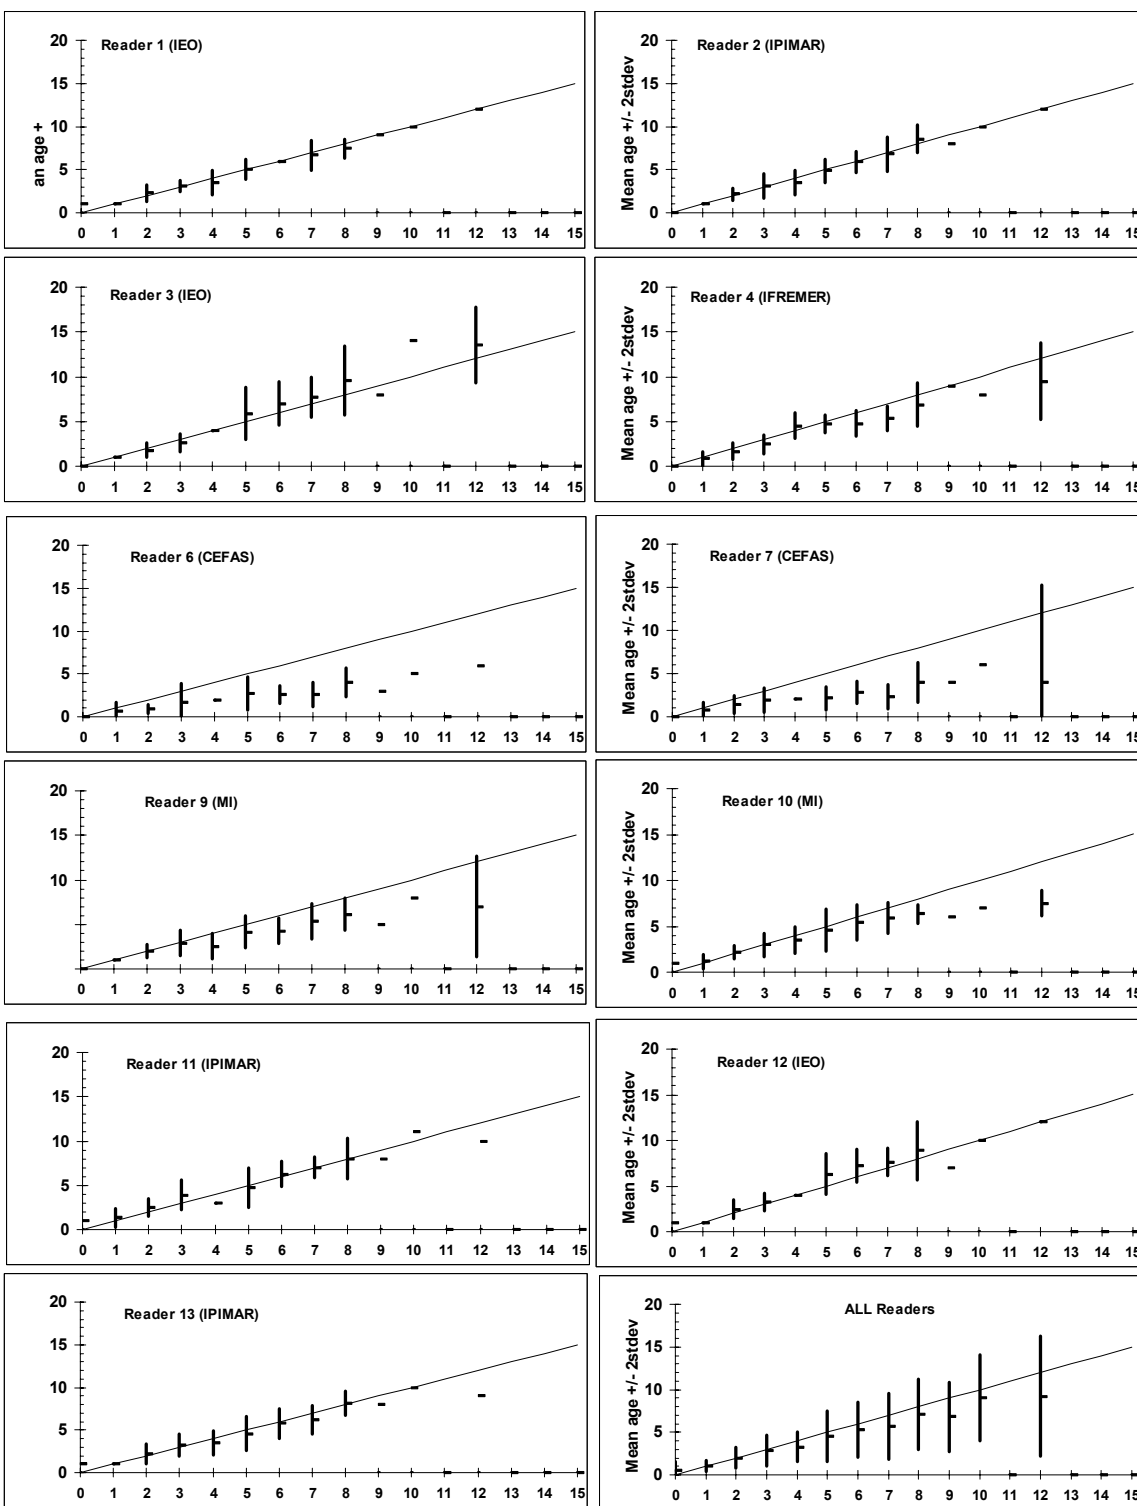 Reader 1 (IEO)
an age +
20
15
10
5
0
0 1 2 3 4 5 6 7 8 9 10 11 12 13 14 15
Reader 2 (IPIMAR)
Mean age +/- 2stdev
20
15
10
5
0
0 1 2 3 4 5 6 7 8 9 10 11 12 13 14 15
Reader 3 (IEO)
20
15
10
5
0
0 1 2 3 4 5 6 7 8 9 10 11 12 13 14 15
Reader 4 (IFREMER)
Mean age +/- 2stdev
20
15
10
5
0
0 1 2 3 4 5 6 7 8 9 10 11 12 13 14 15
Reader 6 (CEFAS)
20
15
10
5
0
0 1 2 3 4 5 6 7 8 9 10 11 12 13 14 15
Reader 7 (CEFAS)
Mean age +/- 2stdev
20
15
10
5
0
0 1 2 3 4 5 6 7 8 9 10 11 12 13 14 15
Reader 9 (MI)
20
15
10
0 1 2 3 4 5 6 7 8 9 10 11 12 13 14 15
Reader 10 (MI)
Mean age +/- 2stdev
20
15
10
5
0
0 1 2 3 4 5 6 7 8 9 10 11 12 13 14 15
Reader 11 (IPIMAR)
20
15
10
5
0
0 1 2 3 4 5 6 7 8 9 10 11 12 13 14 15
Reader 12 (IEO)
Mean age +/- 2stdev
20
15
10
5
0
0 1 2 3 4 5 6 7 8 9 10 11 12 13 14 15
Reader 13 (IPIMAR)
20
15
10
5
0
0 1 2 3 4 5 6 7 8 9 10 11 12 13 14 15
ALL Readers
Mean age +/- 2stdev
20
15
10
5
0
0 1 2 3 4 5 6 7 8 9 10 11 12 13 14 15